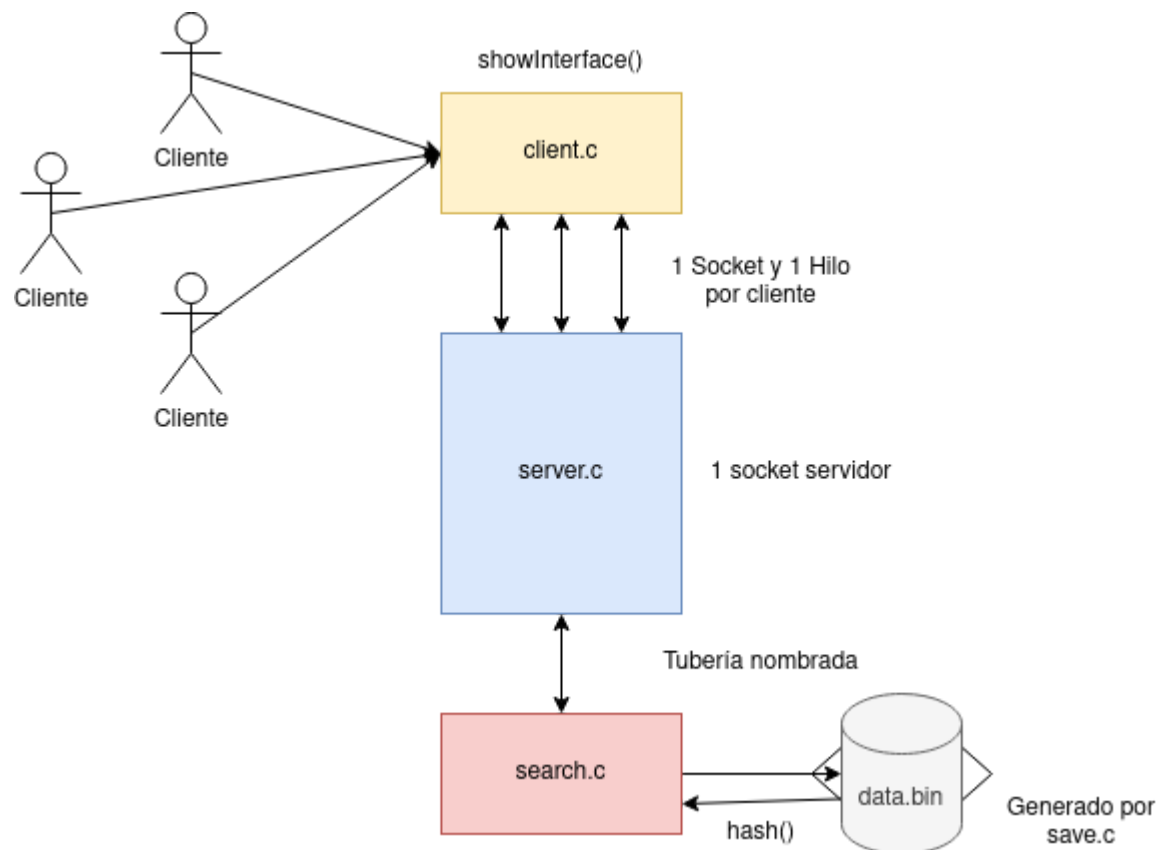 showInterface()
client.c
Cliente
Cliente
Cliente
1 Socket y 1 Hilo
por cliente
server.c
1 socket servidor
Tubería nombrada
search.c
data.bin
hash()
Generado por
save.c